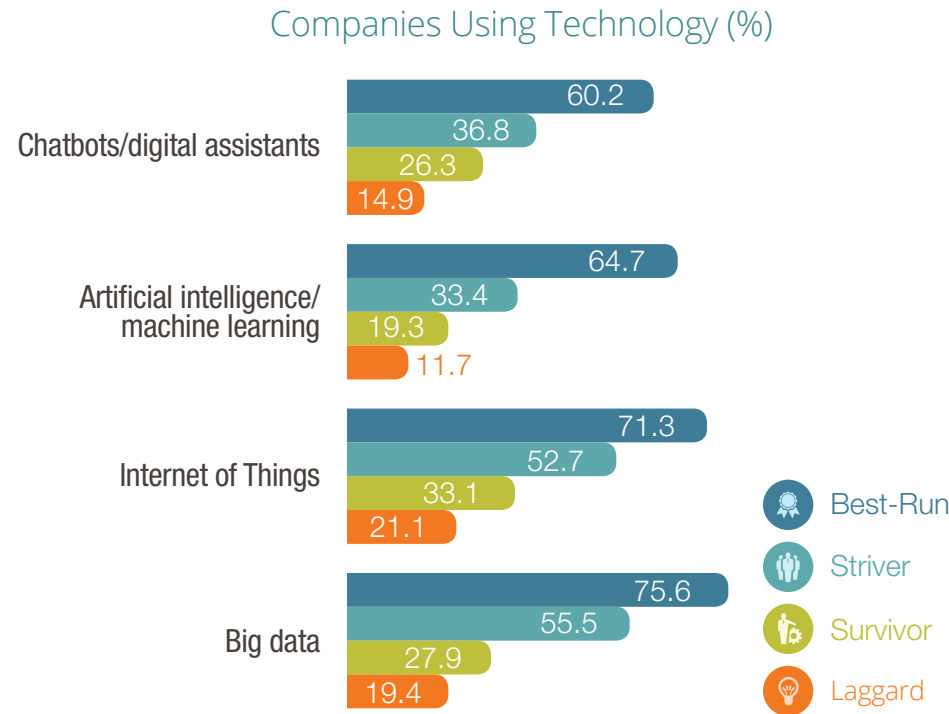 Companies Using Technology (%)
Chatbots/digital assistants
60.2
36.8
26.3
14.9
Artificial intelligence/
machine learning
64.7
33.4
19.3
11.7
Internet of Things
71.3
52.7
33.1
21.1
Big data
75.6
55.5
27.9
19.4
Best-Run
Striver
Survivor
Laggard